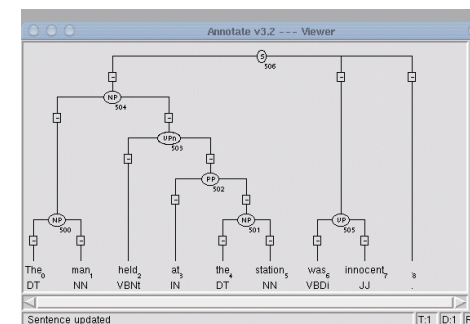 Annotate v3.2 --- Viewer
S
506
NP
504
VPn
503
PP
502
NP NP VP
500 501 505
The0 man1 held2 at3 the4 station5 was6 innocent7 .8
DT NN VBNt IN DT NN VBDi JJ .
Sentence updated T:1 D:1